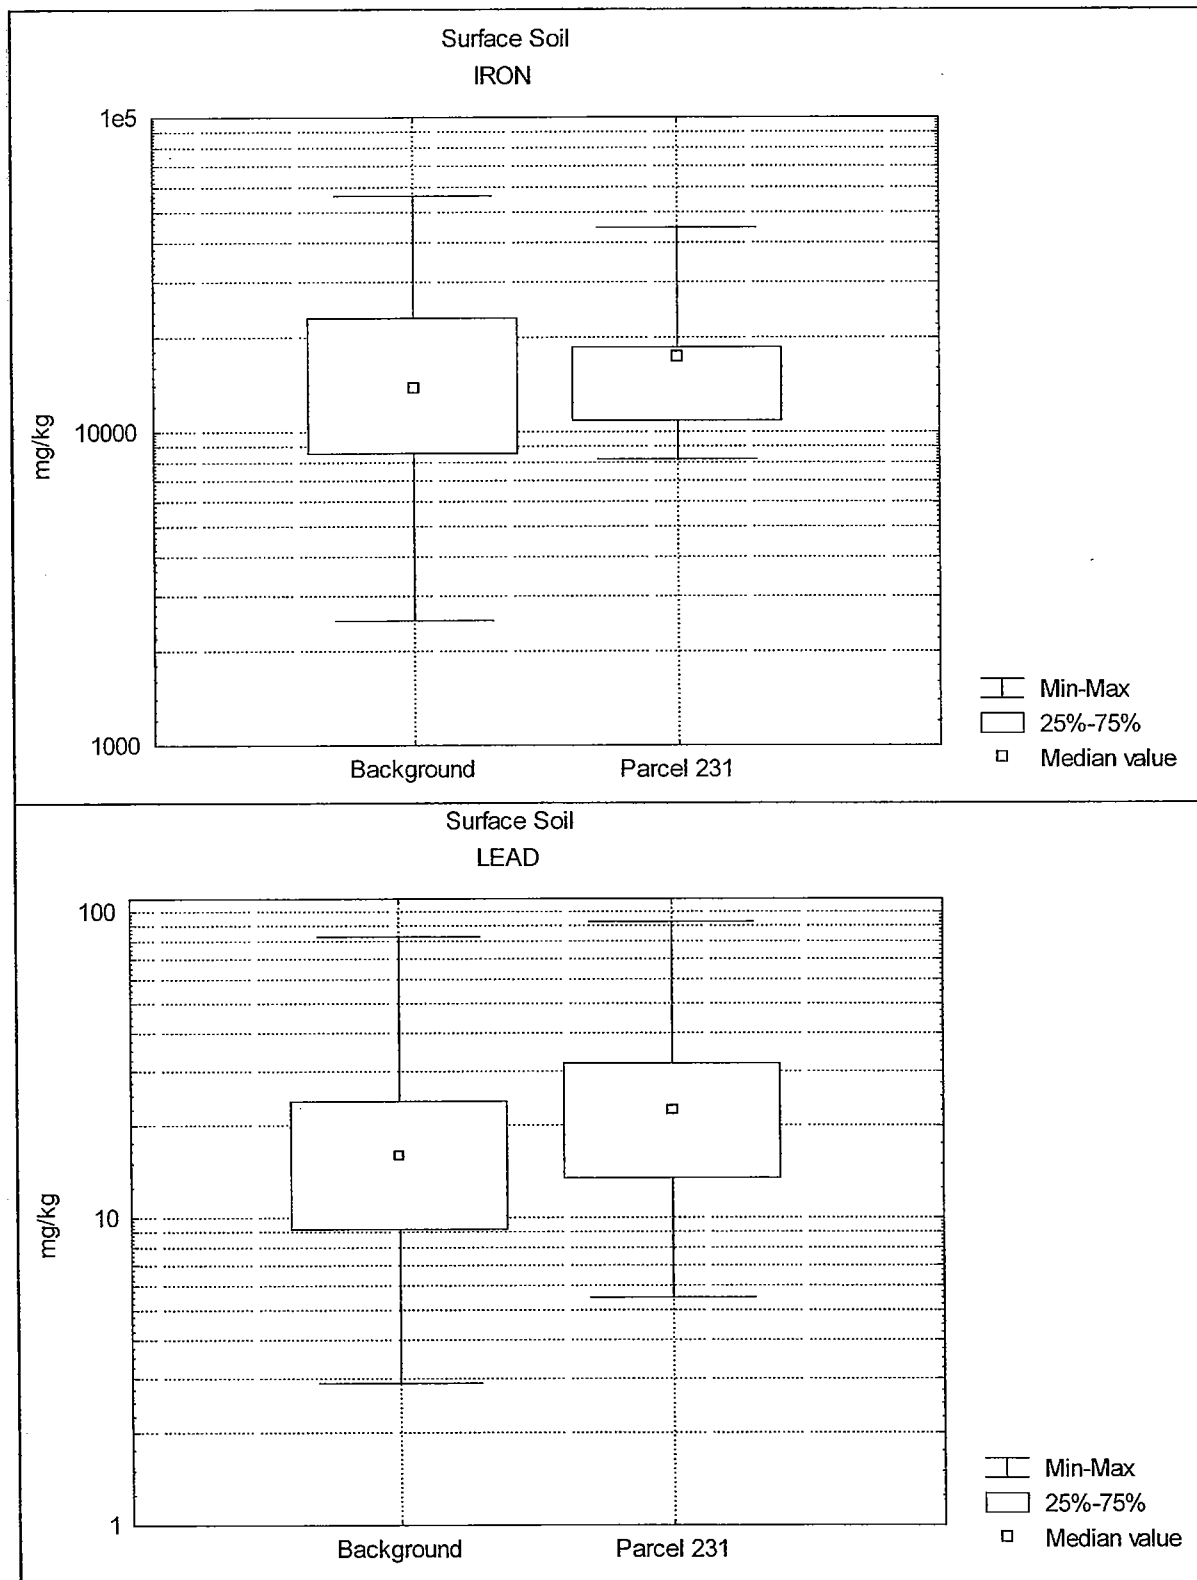 Surface Soil
IRON
1e5
10000
1000
mg/kg
Background
Parcel 231
Min-Max
25%-75%
Median value
Surface Soil
LEAD
100
10
1
mg/kg
Background
Parcel 231
Min-Max
25%-75%
Median value